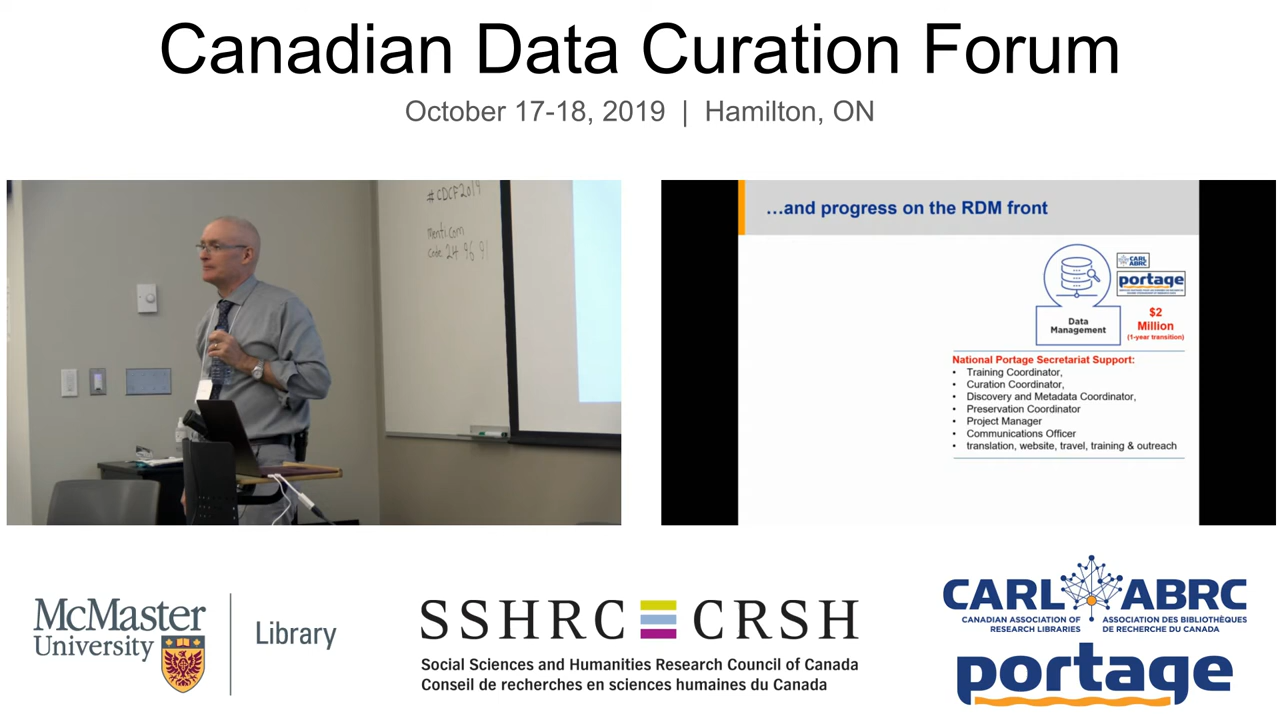 Canadian Data Curation Forum
October 17-18, 2019 | Hamilton, ON
#CDCF2019
menti.com
code: 24 96 91
…and progress on the RDM front
CARL
ABRC
portage
Data
Management
$2
Million
(1-year transition)
National Portage Secretariat Support:
• Training Coordinator,
• Curation Coordinator,
• Discovery and Metadata Coordinator,
• Preservation Coordinator
• Project Manager
• Communications Officer
• translation, website, travel, training & outreach
McMaster
University
Library
SSHRC CRSH
Social Sciences and Humanities Research Council of Canada
Conseil de recherches en sciences humaines du Canada
CARL ABRC
CANADIAN ASSOCIATION OF
RESEARCH LIBRARIES
ASSOCIATION DES BIBLIOTHÈQUES
DE RECHERCHE DU CANADA
portage